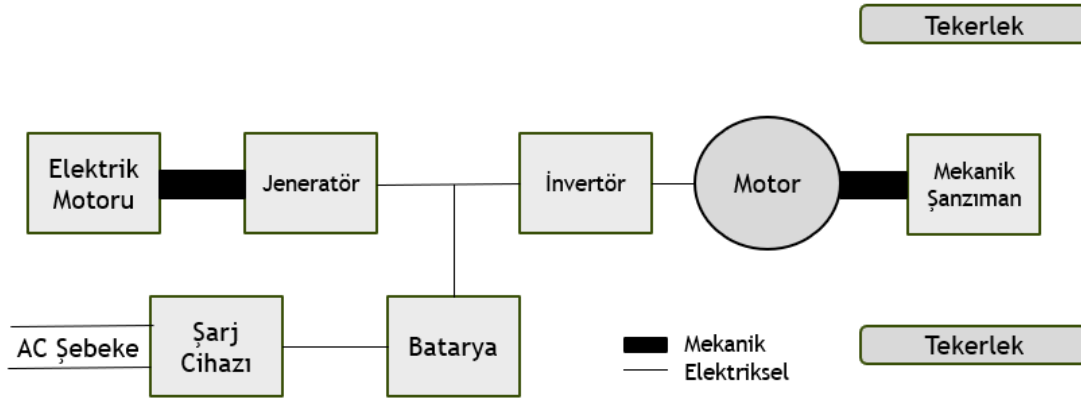 Tekerlek
Elektrik
Motoru
Jeneratör
İnvertör
Motor
Mekanik
Şanzıman
AC Şebeke
Şarj
Cihazı
Batarya
Mekanik
Elektriksel
Tekerlek